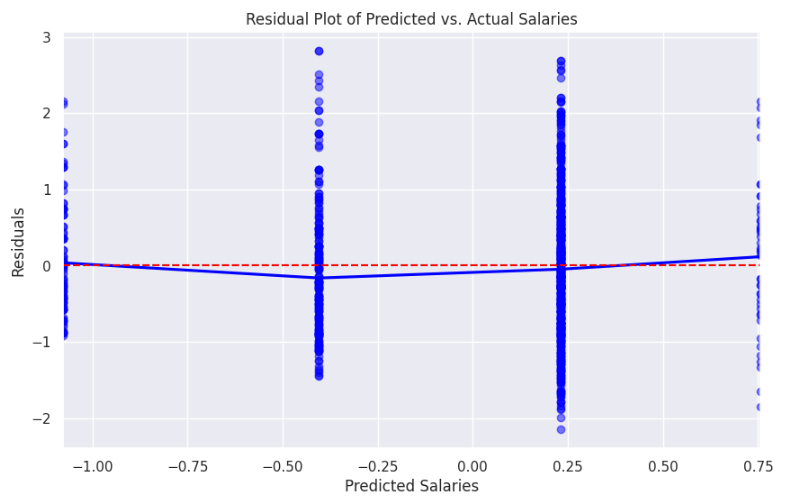 Residual Plot of Predicted vs. Actual Salaries
3
2
1
0
−1
−2
Residuals
−1.00 −0.75 −0.50 −0.25 0.00 0.25 0.50 0.75
Predicted Salaries